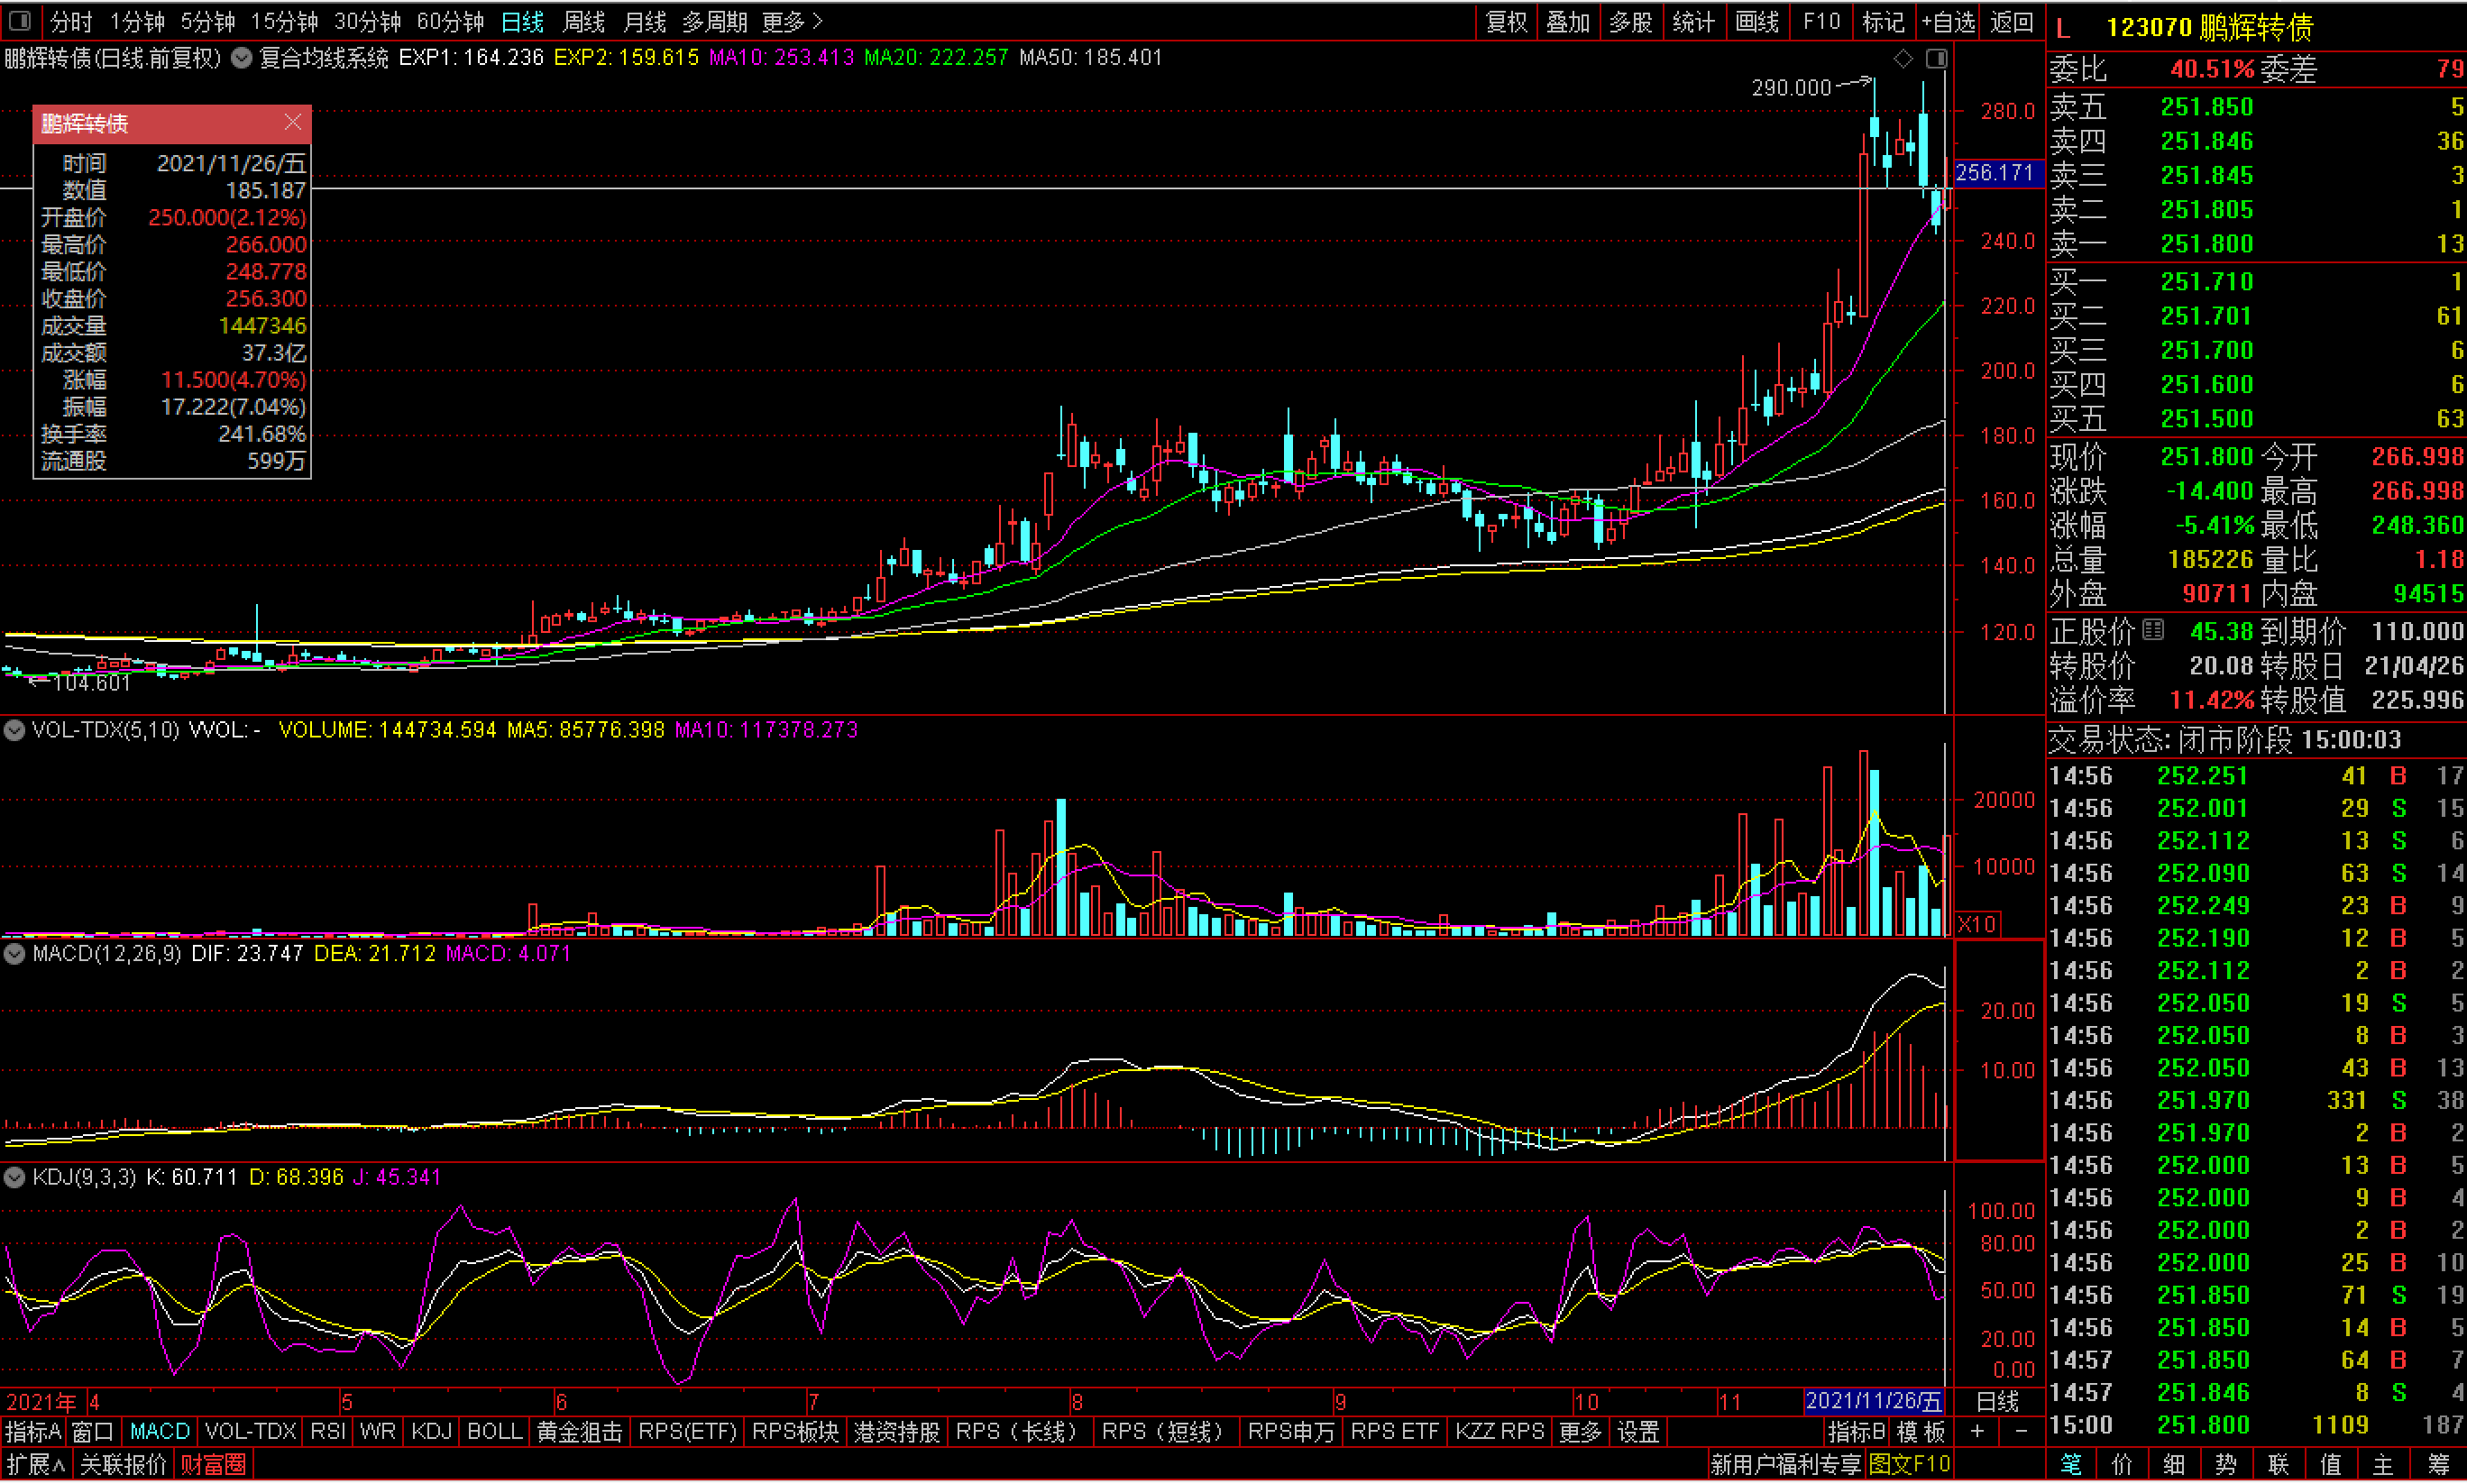 分时 1分钟 5分钟 15分钟 30分钟 60分钟 日线 周线 月线 多周期 更多 > 复权 叠加 多股 统计 画线 F10 标记 +自选 返回
L 123070 鹏辉转债
鹏辉转债(日线.前复权) 复合均线系统 EXP1: 164.236 EXP2: 159.615 MA10: 253.413 MA20: 222.257 MA50: 185.401
290.000
鹏辉转债
时间 2021/11/26/五
数值 185.187
开盘价 250.000(2.12%)
最高价 266.000
最低价 248.778
收盘价 256.300
成交量 1447346
成交额 37.3亿
涨幅 11.500(4.70%)
振幅 17.222(7.04%)
换手率 241.68%
流通股 599万
280.0
256.171
240.0
220.0
200.0
180.0
160.0
140.0
120.0
104.601
VOL-TDX(5,10) VVOL: - VOLUME: 144734.594 MA5: 85776.398 MA10: 117378.273
20000
10000
X10
MACD(12,26,9) DIF: 23.747 DEA: 21.712 MACD: 4.071
20.00
10.00
KDJ(9,3,3) K: 60.711 D: 68.396 J: 45.341
100.00
80.00
50.00
20.00
0.00
2021年 4 5 6 7 8 9 10 11 2021/11/26/五 日线
指标A 窗口 MACD VOL-TDX RSI WR KDJ BOLL 黄金狙击 RPS(ETF) RPS板块 港资持股 RPS（长线） RPS（短线） RPS申万 RPS ETF KZZ RPS 更多 设置 指标B 模板 + −
扩展∧ 关联报价 财富圈 新用户福利专享 图文F10
委比 40.51% 委差 79
卖五 251.850 5
卖四 251.846 36
卖三 251.845 3
卖二 251.805 1
卖一 251.800 13
买一 251.710 1
买二 251.701 61
买三 251.700 6
买四 251.600 6
买五 251.500 63
现价 251.800 今开 266.998
涨跌 -14.400 最高 266.998
涨幅 -5.41% 最低 248.360
总量 185226 量比 1.18
外盘 90711 内盘 94515
正股价 45.38 到期价 110.000
转股价 20.08 转股日 21/04/26
溢价率 11.42% 转股值 225.996
交易状态: 闭市阶段 15:00:03
14:56 252.251 41 B 17
14:56 252.001 29 S 15
14:56 252.112 13 S 6
14:56 252.090 63 S 14
14:56 252.249 23 B 9
14:56 252.190 12 B 5
14:56 252.112 2 B 2
14:56 252.050 19 S 5
14:56 252.050 8 B 3
14:56 252.050 43 B 13
14:56 251.970 331 S 38
14:56 251.970 2 B 2
14:56 252.000 13 B 5
14:56 252.000 9 B 4
14:56 252.000 2 B 2
14:56 252.000 25 B 10
14:56 251.850 71 S 19
14:56 251.850 14 B 5
14:57 251.850 64 B 7
14:57 251.846 8 S 4
15:00 251.800 1109 187
笔 价 细 势 联 值 主 筹